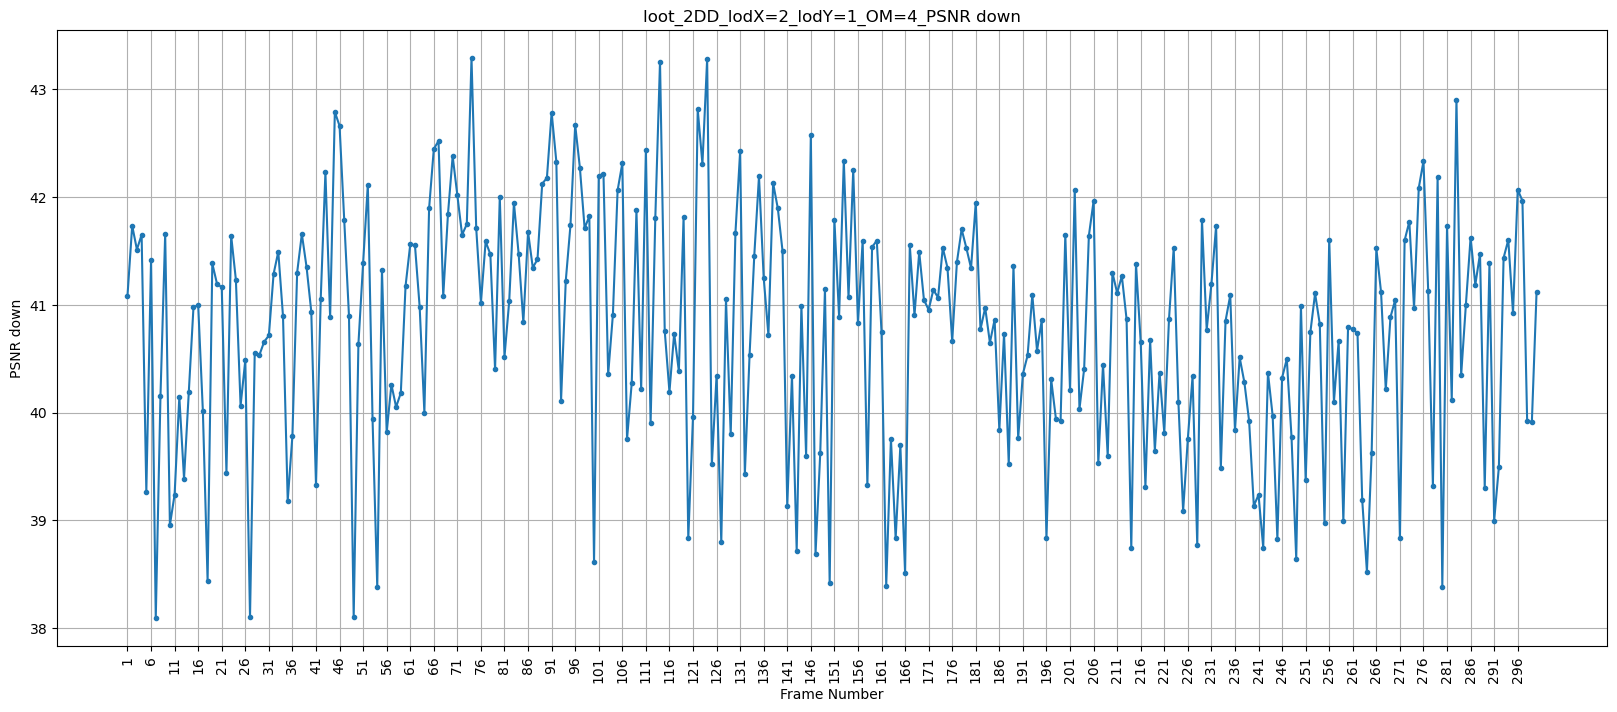 loot_2DD_lodX=2_lodY=1_OM=4_PSNR down
PSNR down
43
42
41
40
39
38
1 6 11 16 21 26 31 36 41 46 51 56 61 66 71 76 81 86 91 96 101 106 111 116 121 126 131 136 141 146 151 156 161 166 171 176 181 186 191 196 201 206 211 216 221 226 231 236 241 246 251 256 261 266 271 276 281 286 291 296
Frame Number